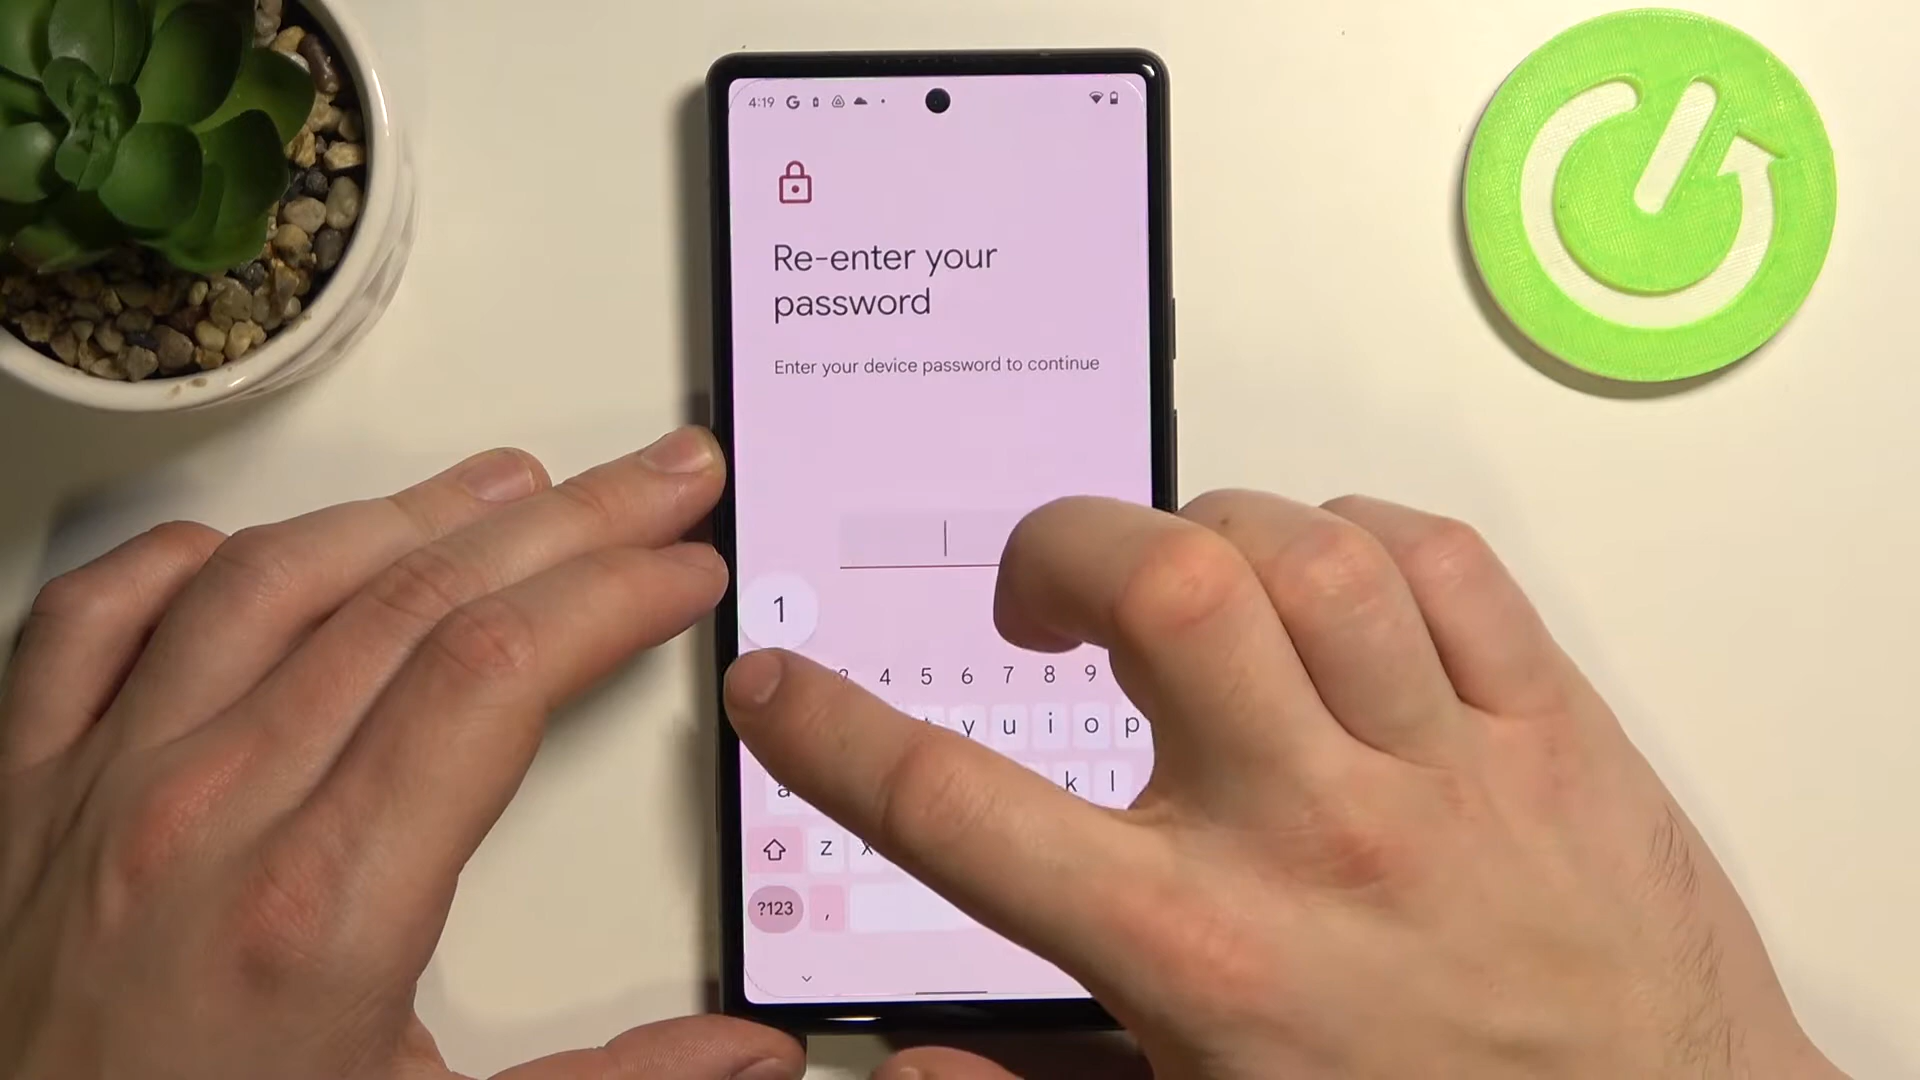 4:19 G
Re-enter your
password
Enter your device password to continue
1
4 5 6 7 8 9
y u i o p
a k l
z x
?123 ,